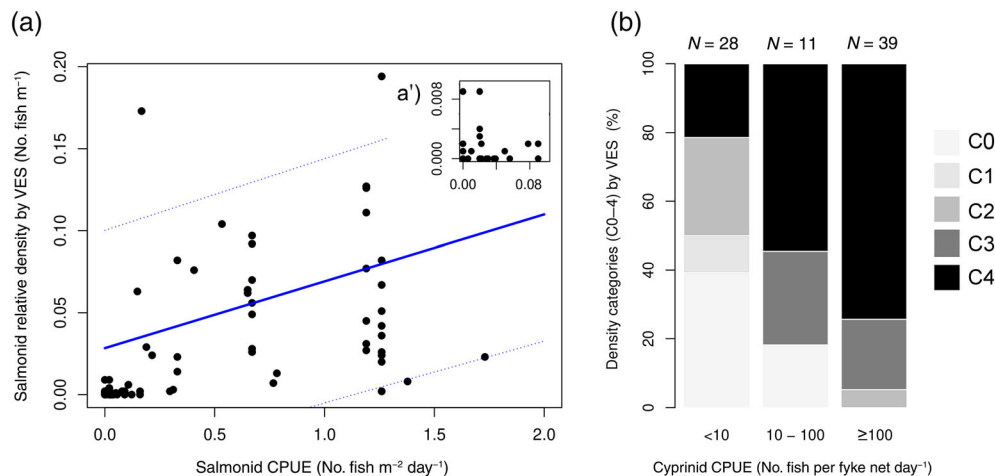 (a)
Salmonid relative density by VES (No. fish m⁻¹)
0.20
0.15
0.10
0.05
0.00
0.0 0.5 1.0 1.5 2.0
Salmonid CPUE (No. fish m⁻² day⁻¹)
a')
0.008
0.000
0.00 0.08
(b)
N = 28 N = 11 N = 39
Density categories (C0–4) by VES (%)
100
80
60
40
20
0
<10 10 – 100 ≥100
Cyprinid CPUE (No. fish per fyke net day⁻¹)
C0
C1
C2
C3
C4